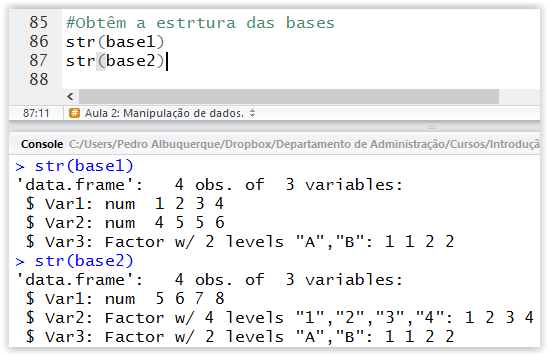 85 #Obtêm a estrtura das bases
86 str(base1)
87 str(base2)
88
87:11 # Aula 2: Manipulação de dados.
Console C:/Users/Pedro Albuquerque/Dropbox/Departamento de Administração/Cursos/Introdução
> str(base1)
'data.frame': 4 obs. of 3 variables:
$ Var1: num 1 2 3 4
$ Var2: num 4 5 5 6
$ Var3: Factor w/ 2 levels "A","B": 1 1 2 2
> str(base2)
'data.frame': 4 obs. of 3 variables:
$ Var1: num 5 6 7 8
$ Var2: Factor w/ 4 levels "1","2","3","4": 1 2 3 4
$ Var3: Factor w/ 2 levels "A","B": 1 1 2 2